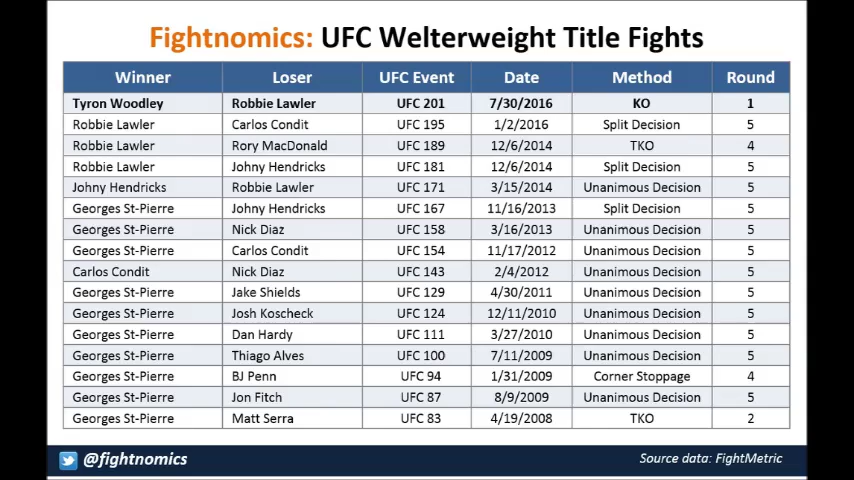 Fightnomics: UFC Welterweight Title Fights
Winner Loser UFC Event Date Method Round
Tyron Woodley Robbie Lawler UFC 201 7/30/2016 KO 1
Robbie Lawler Carlos Condit UFC 195 1/2/2016 Split Decision 5
Robbie Lawler Rory MacDonald UFC 189 12/6/2014 TKO 4
Robbie Lawler Johny Hendricks UFC 181 12/6/2014 Split Decision 5
Johny Hendricks Robbie Lawler UFC 171 3/15/2014 Unanimous Decision 5
Georges St-Pierre Johny Hendricks UFC 167 11/16/2013 Split Decision 5
Georges St-Pierre Nick Diaz UFC 158 3/16/2013 Unanimous Decision 5
Georges St-Pierre Carlos Condit UFC 154 11/17/2012 Unanimous Decision 5
Carlos Condit Nick Diaz UFC 143 2/4/2012 Unanimous Decision 5
Georges St-Pierre Jake Shields UFC 129 4/30/2011 Unanimous Decision 5
Georges St-Pierre Josh Koscheck UFC 124 12/11/2010 Unanimous Decision 5
Georges St-Pierre Dan Hardy UFC 111 3/27/2010 Unanimous Decision 5
Georges St-Pierre Thiago Alves UFC 100 7/11/2009 Unanimous Decision 5
Georges St-Pierre BJ Penn UFC 94 1/31/2009 Corner Stoppage 4
Georges St-Pierre Jon Fitch UFC 87 8/9/2009 Unanimous Decision 5
Georges St-Pierre Matt Serra UFC 83 4/19/2008 TKO 2
@fightnomics Source data: FightMetric